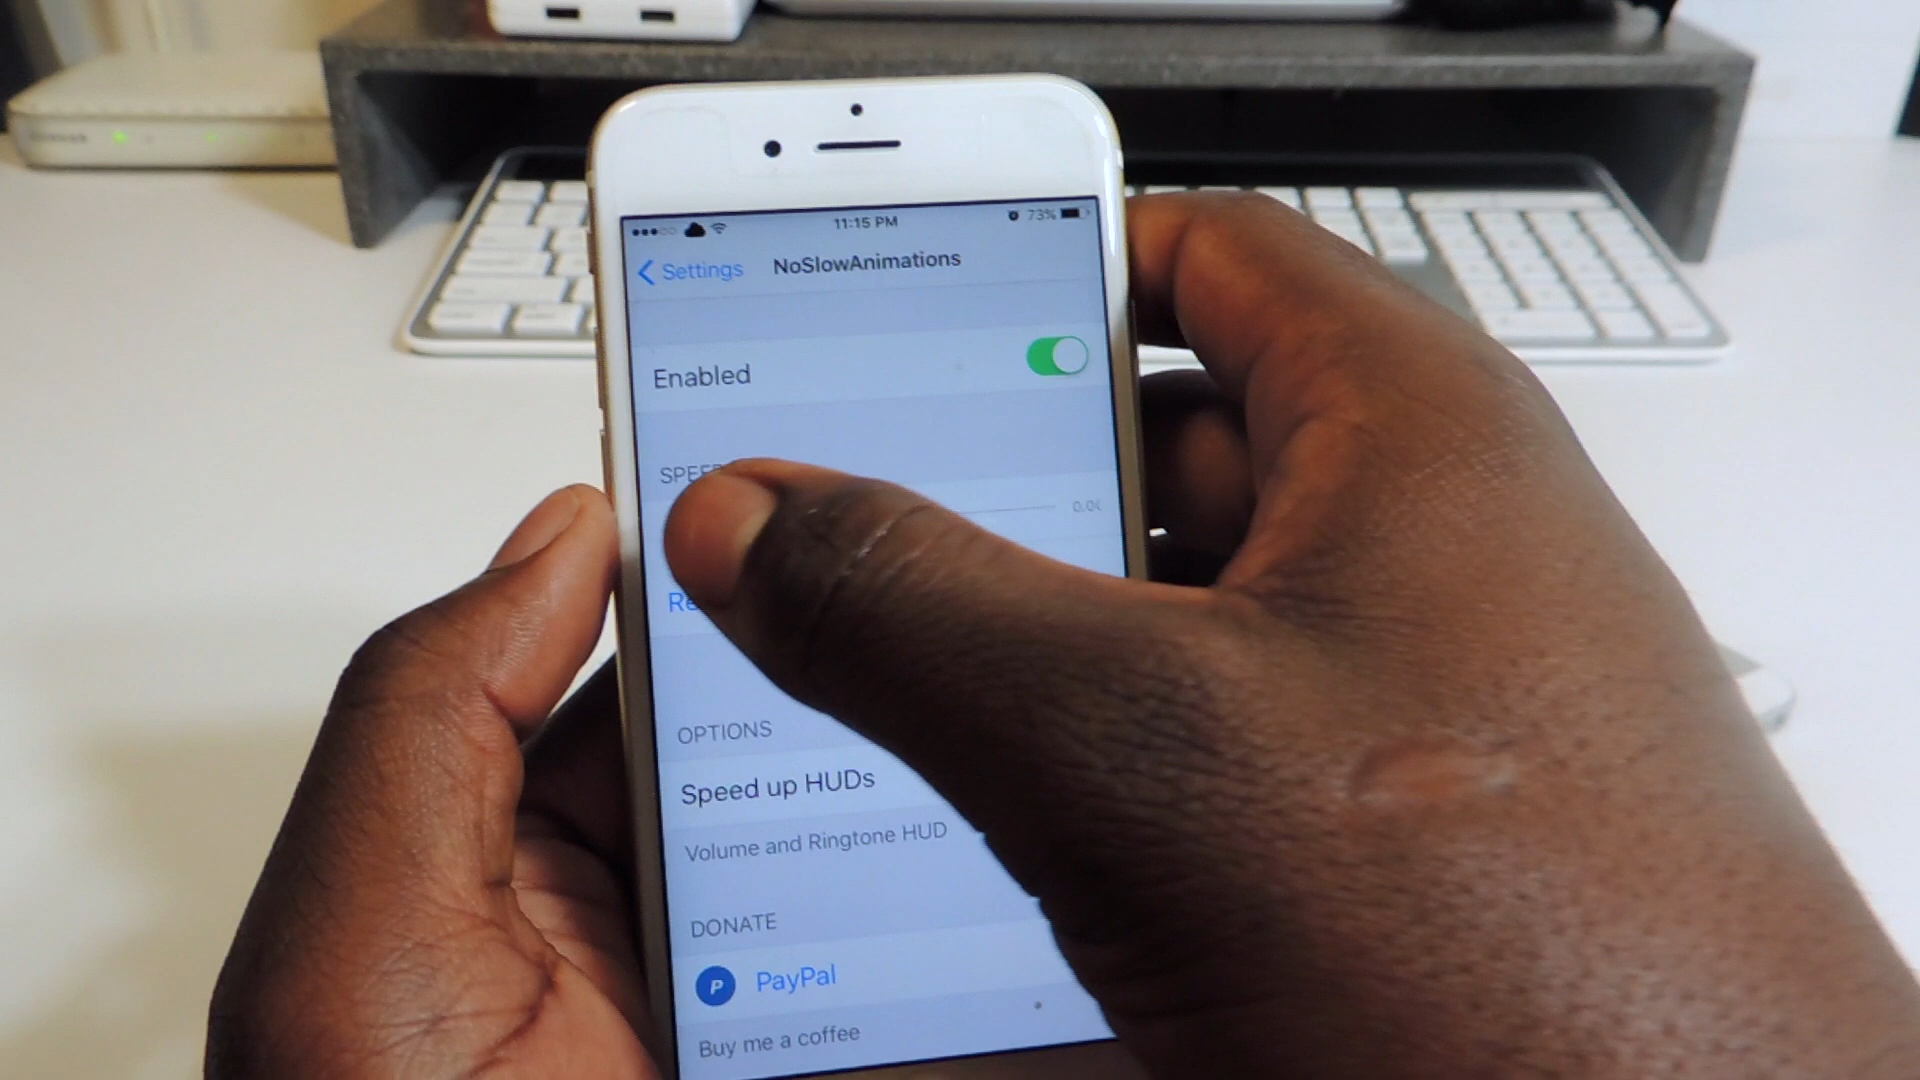 11:15 PM
73%
Settings
NoSlowAnimations
Enabled
OPTIONS
Speed up HUDs
Volume and Ringtone HUD
DONATE
P PayPal
Buy me a coffee